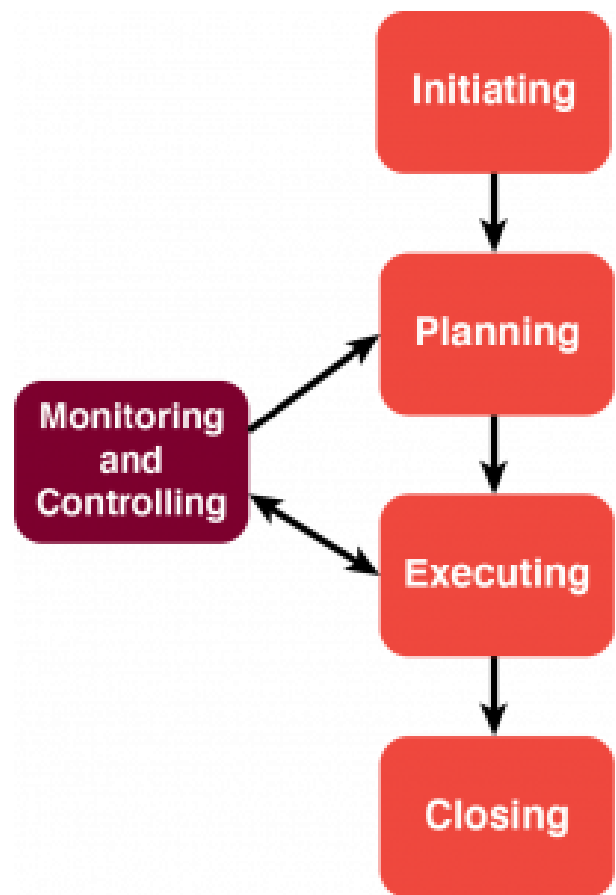 Initiating
Planning
Monitoring
and
Controlling
Executing
Closing